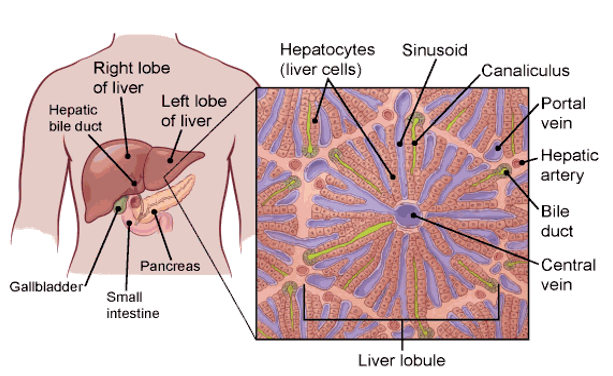 Right lobe
of liver
Hepatic
bile duct
Left lobe
of liver
Gallbladder
Small
intestine
Pancreas
Hepatocytes
(liver cells)
Sinusoid
Canaliculus
Portal
vein
Hepatic
artery
Bile
duct
Central
vein
Liver lobule